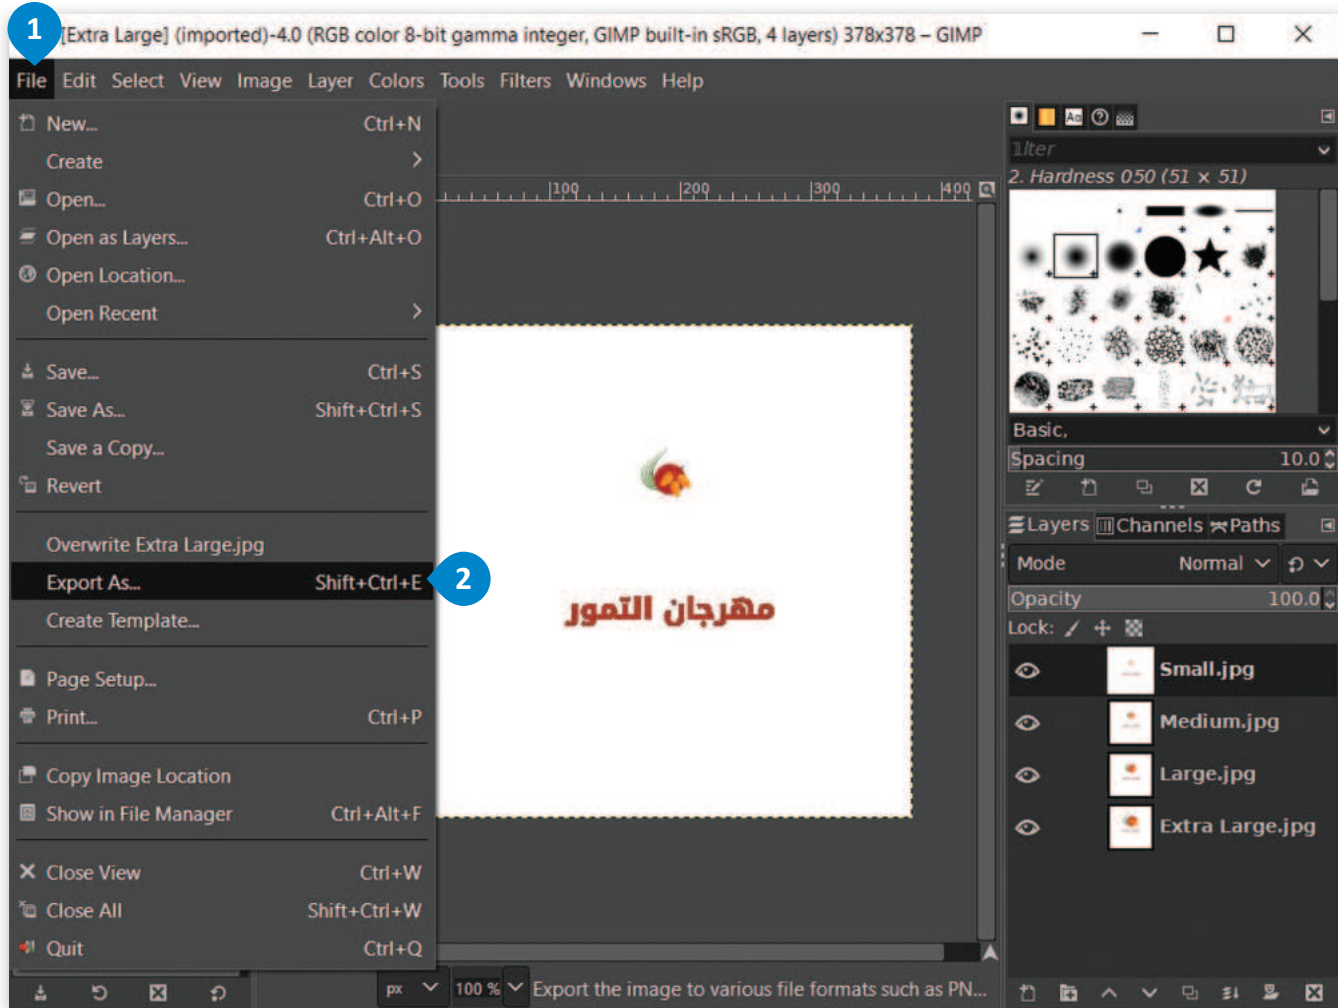 1
[Extra Large] (imported)-4.0 (RGB color 8-bit gamma integer, GIMP built-in sRGB, 4 layers) 378x378 – GIMP
File Edit Select View Image Layer Colors Tools Filters Windows Help
New... Ctrl+N
Create
Open... Ctrl+O
Open as Layers... Ctrl+Alt+O
Open Location...
Open Recent
Save... Ctrl+S
Save As... Shift+Ctrl+S
Save a Copy...
Revert
Overwrite Extra Large.jpg
Export As... Shift+Ctrl+E
2
Create Template...
Page Setup...
Print... Ctrl+P
Copy Image Location
Show in File Manager Ctrl+Alt+F
Close View Ctrl+W
Close All Shift+Ctrl+W
Quit Ctrl+Q
100 200 300 400
مهرجان التمور
px 100 % Export the image to various file formats such as PN...
lter
2. Hardness 050 (51 × 51)
Basic,
Spacing 10.0
Layers Channels Paths
Mode Normal
Opacity 100.0
Lock:
Small.jpg
Medium.jpg
Large.jpg
Extra Large.jpg